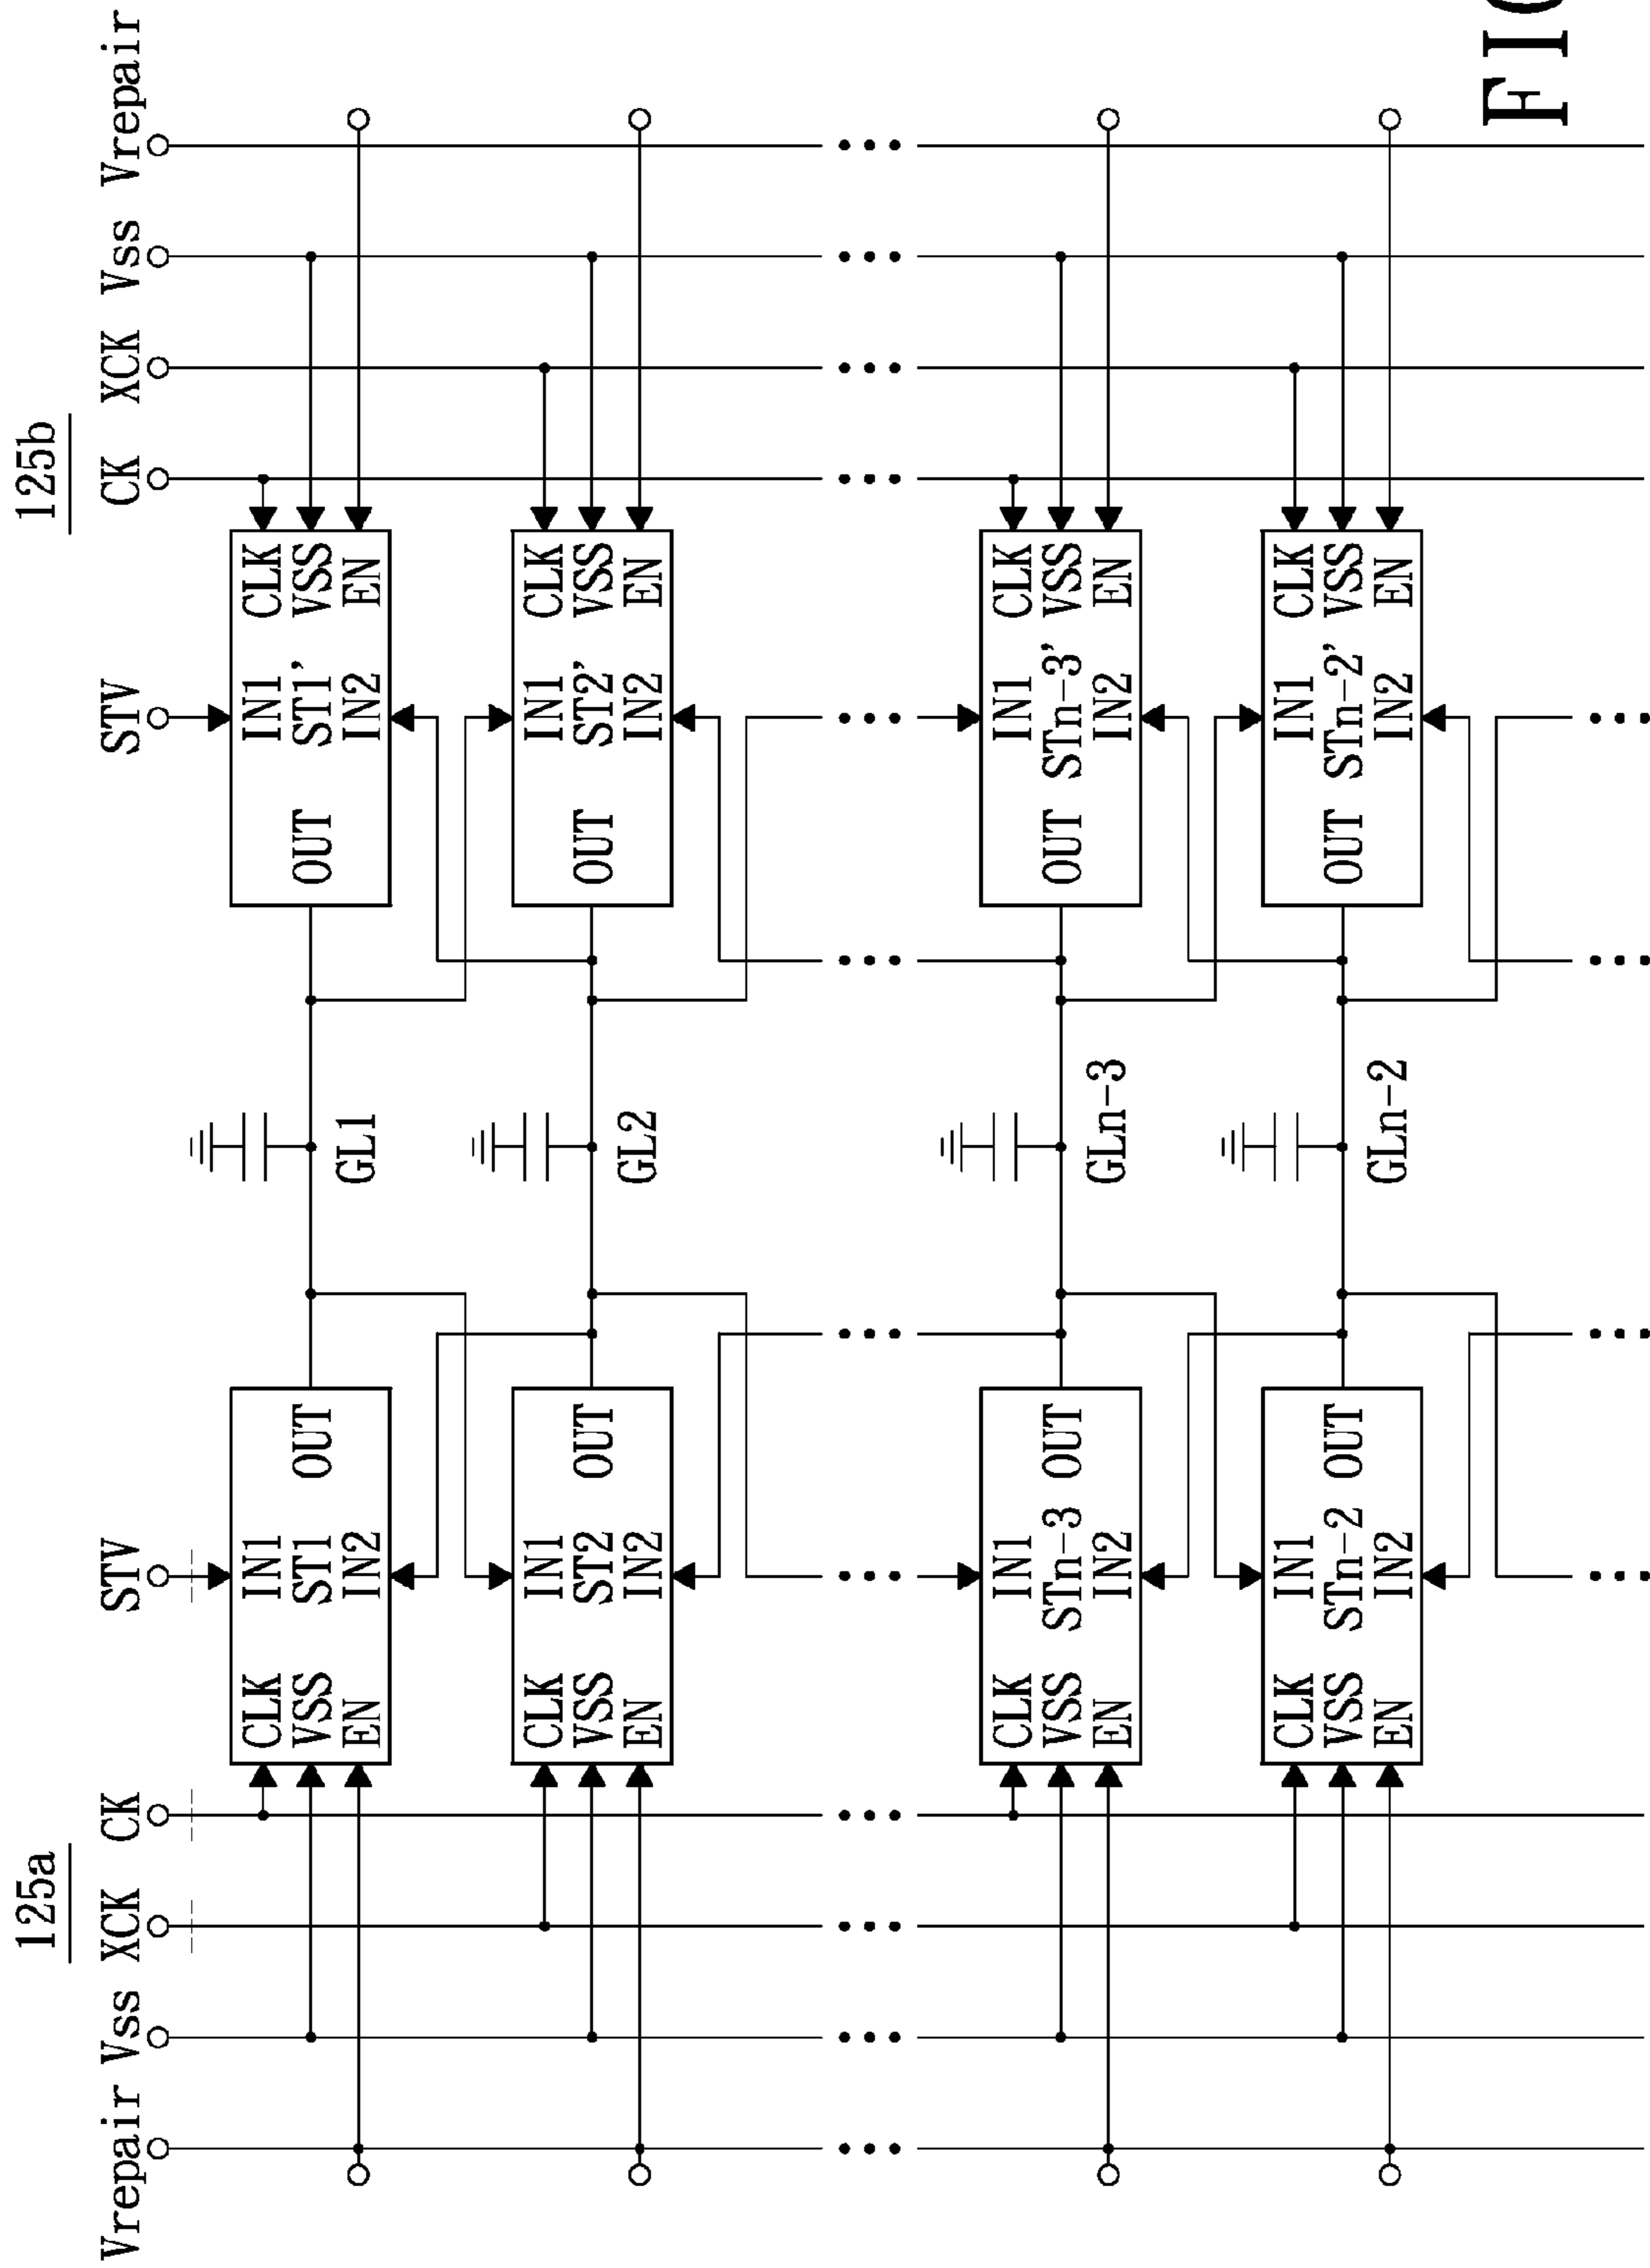 125a 125b
Vrepair Vss XCK CK STV STV CK XCK Vss Vrepair
CLK IN1 IN1 CLK
VSS ST1 OUT OUT ST1' VSS
EN IN2 GL1 IN2 EN
CLK IN1 IN1 CLK
VSS ST2 OUT OUT ST2' VSS
EN IN2 GL2 IN2 EN
CLK IN1 IN1 CLK
VSS STn-3 OUT OUT STn-3' VSS
EN IN2 GLn-3 IN2 EN
CLK IN1 IN1 CLK
VSS STn-2 OUT OUT STn-2' VSS
EN IN2 GLn-2 IN2 EN
FI